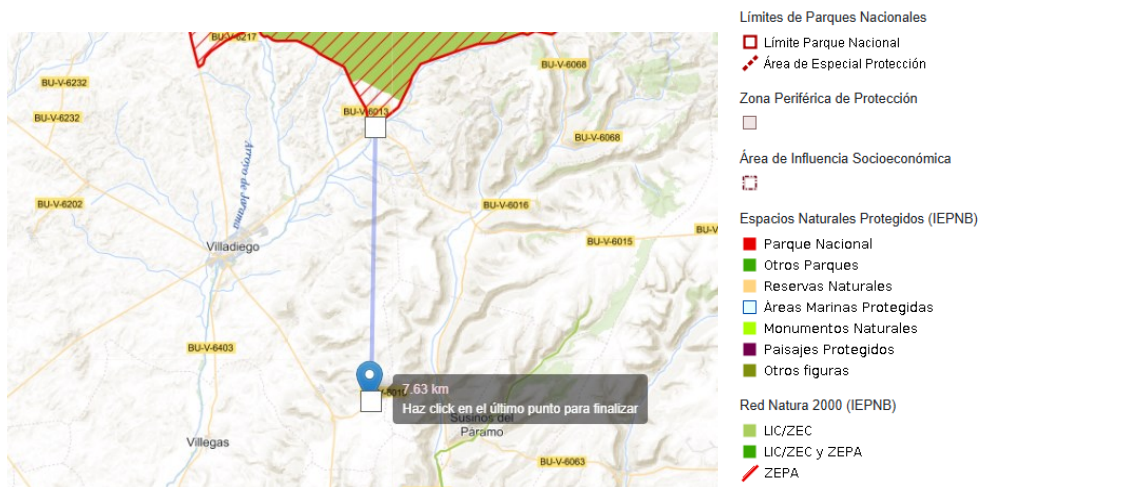 BU-V-6217
BU-V-6068
BU-V-6232
BU-V-6013
BU-V-6232
BU-V-6068
Arroyo de Jarama
BU-V-6202
BU-V-6016
BU-V
BU-V-6015
Villadiego
BU-V-6403
7.63 km
Haz click en el último punto para finalizar
Susinos del
Páramo
Villegas
BU-V-6063
Límites de Parques Nacionales
Límite Parque Nacional
Área de Especial Protección
Zona Periférica de Protección
Área de Influencia Socioeconómica
Espacios Naturales Protegidos (IEPNB)
Parque Nacional
Otros Parques
Reservas Naturales
Áreas Marinas Protegidas
Monumentos Naturales
Paisajes Protegidos
Otros figuras
Red Natura 2000 (IEPNB)
LIC/ZEC
LIC/ZEC y ZEPA
ZEPA